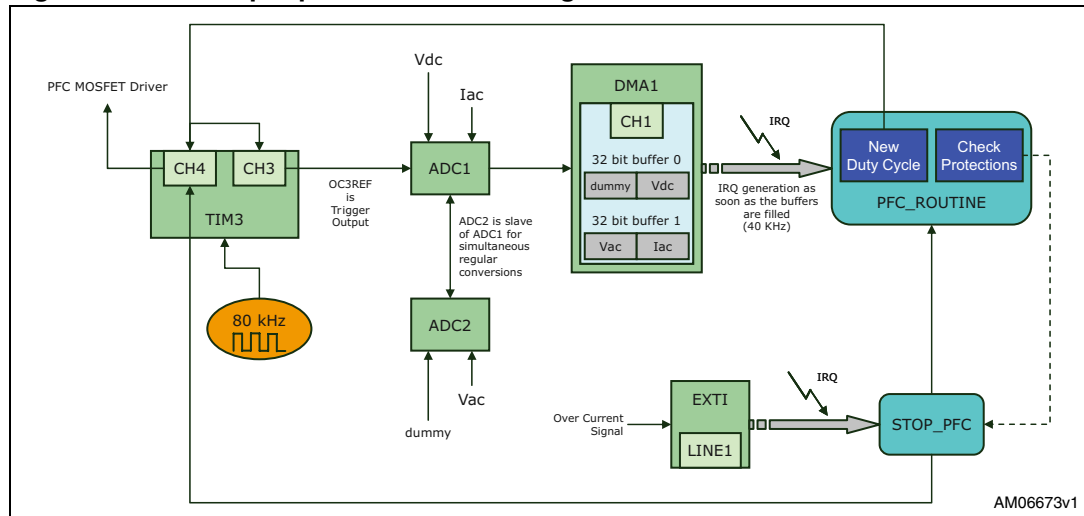 Vdc
PFC MOSFET Driver
Iac
DMA1
CH1
IRQ
New
Duty Cycle
Check
Protections
CH4
CH3
ADC1
32 bit buffer 0
dummy
Vdc
OC3REF
is
Trigger
Output
TIM3
IRQ generation as
soon as the buffers
are filled
(40 KHz)
PFC_ROUTINE
ADC2 is slave
of ADC1 for
simultaneous
regular
conversions
32 bit buffer 1
Vac
Iac
80 kHz
ADC2
IRQ
Vac
dummy
EXTI
Over Current
Signal
LINE1
STOP_PFC
AM06673v1